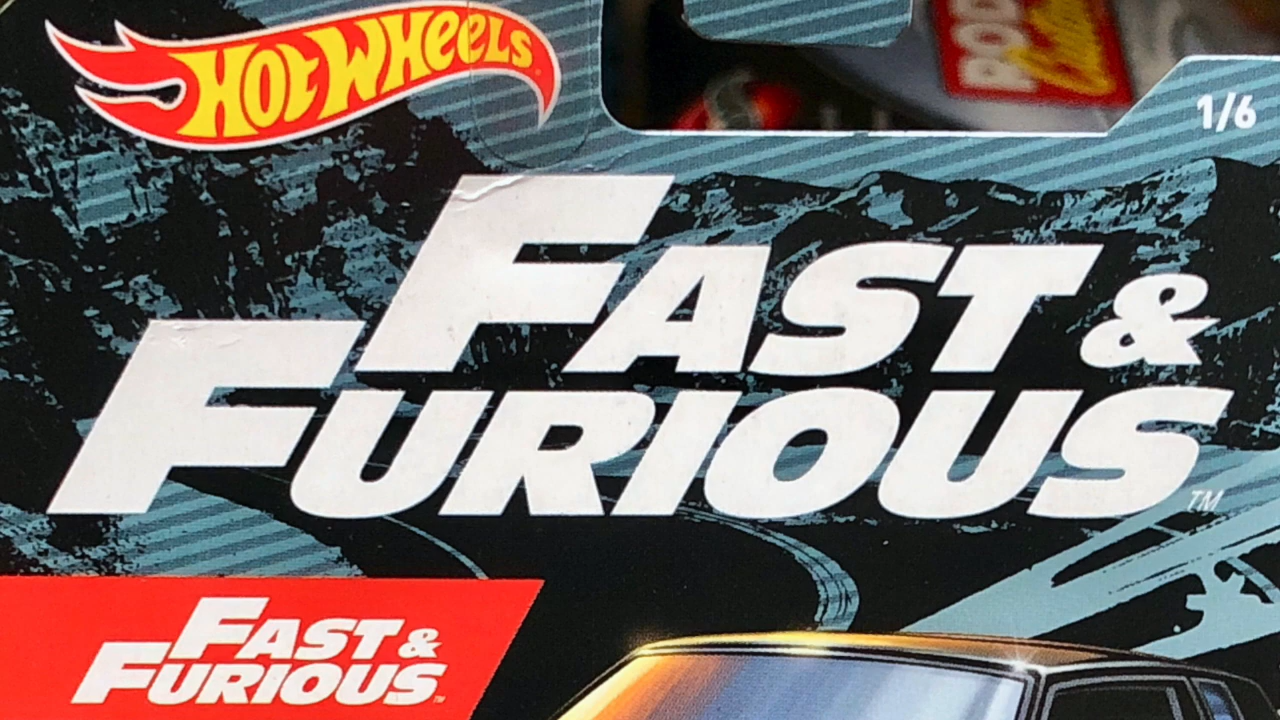 HOT WHEELS
1/6
FAST &
FURIOUS
TM
FAST &
FURIOUS